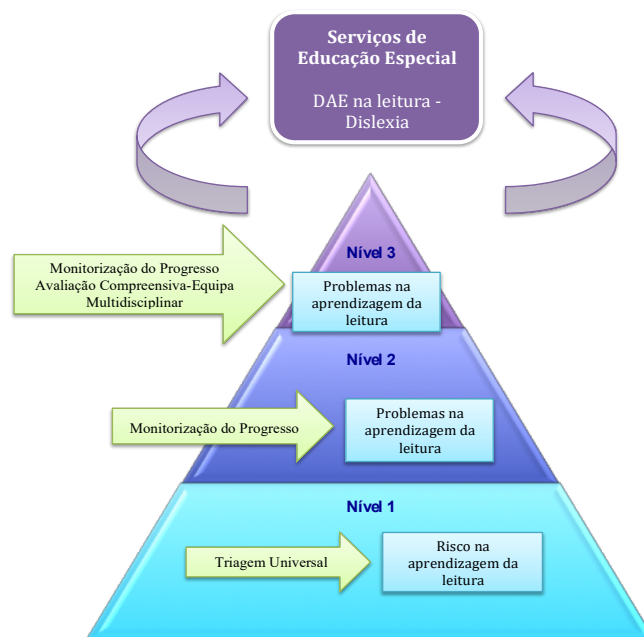 Serviços de
Educação Especial
DAE na leitura -
Dislexia
Nível 3
Monitorização do Progresso
Avaliação Compreensiva-Equipa
Multidisciplinar
Problemas na
aprendizagem da
leitura
Nível 2
Monitorização do Progresso
Problemas na
aprendizagem da
leitura
Nível 1
Triagem Universal
Risco na
aprendizagem da
leitura